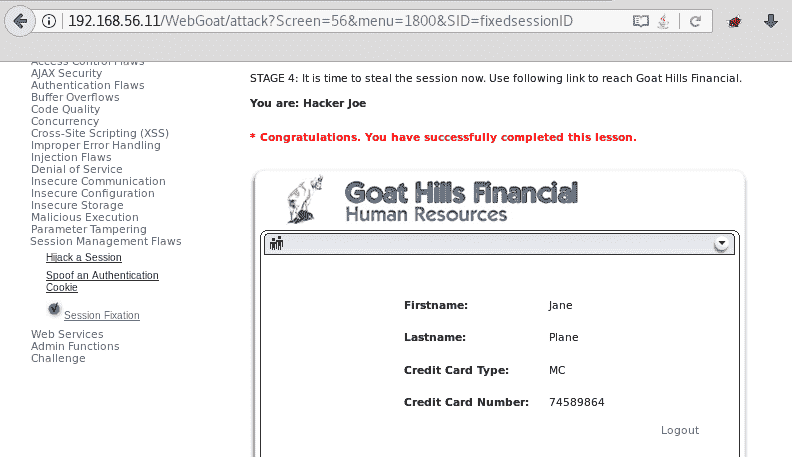 192.168.56.11/WebGoat/attack?Screen=56&menu=1800&SID=fixedsessionID
Access Control Flaws
AJAX Security
Authentication Flaws
Buffer Overflows
Code Quality
Concurrency
Cross-Site Scripting (XSS)
Improper Error Handling
Injection Flaws
Denial of Service
Insecure Communication
Insecure Configuration
Insecure Storage
Malicious Execution
Parameter Tampering
Session Management Flaws
Hijack a Session
Spoof an Authentication
Cookie
Session Fixation
Web Services
Admin Functions
Challenge
STAGE 4: It is time to steal the session now. Use following link to reach Goat Hills Financial.
You are: Hacker Joe
* Congratulations. You have successfully completed this lesson.
Goat Hills Financial
Human Resources
Firstname: Jane
Lastname: Plane
Credit Card Type: MC
Credit Card Number: 74589864
Logout